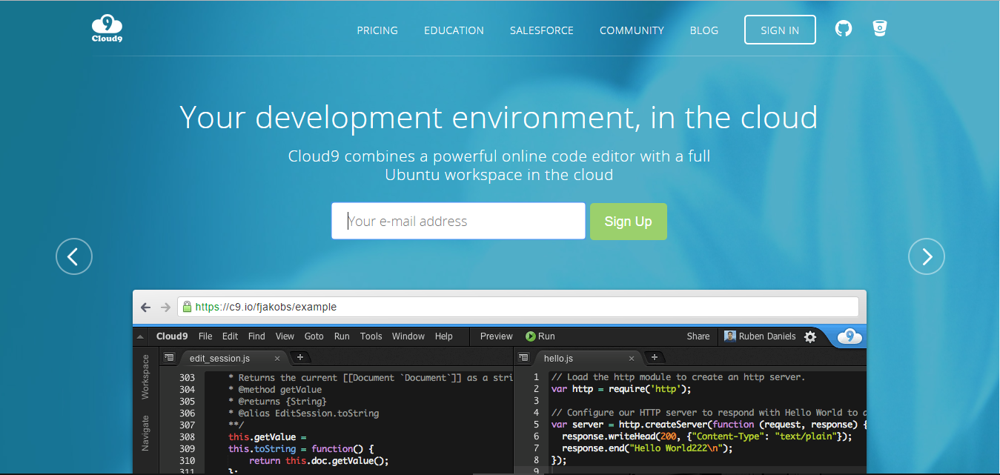 9
Cloud9
PRICING EDUCATION SALESFORCE COMMUNITY BLOG SIGN IN
Your development environment, in the cloud
Cloud9 combines a powerful online code editor with a full
Ubuntu workspace in the cloud
Your e-mail address Sign Up
https://c9.io/fjakobs/example
Cloud9 File Edit Find View Goto Run Tools Window Help Preview Run Share Ruben Daniels 9
Workspace
Navigate
edit_session.js × +
303 * Returns the current [[Document `Document`]] as a stri
304 * @method getValue
305 * @returns {String}
306 * @alias EditSession.toString
307 **/
308 this.getValue =
309 this.toString = function() {
310 return this.doc.getValue();
311 };
hello.js × +
1 // Load the http module to create an http server.
2 var http = require('http');
3
4 // Configure our HTTP server to respond with Hello World to a
5 var server = http.createServer(function (request, response) {
6 response.writeHead(200, {"Content-Type": "text/plain"});
7 response.end("Hello World222\n");
8 });
9